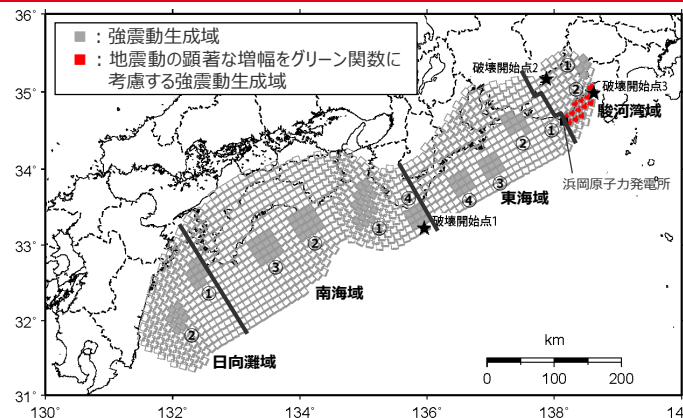 36°
■：強震動生成域
■：地震動の顕著な増幅をグリーン関数に
考慮する強震動生成域
破壊開始点2
①
②
破壊開始点3
35°
駿河湾域
①
②
浜岡原子力発電所
34°
③
④
④
東海域
破壊開始点1
①
33°
②
③
南海域
①
32°
②
日向灘域
km
0 100 200
31°
130° 132° 134° 136° 138° 14